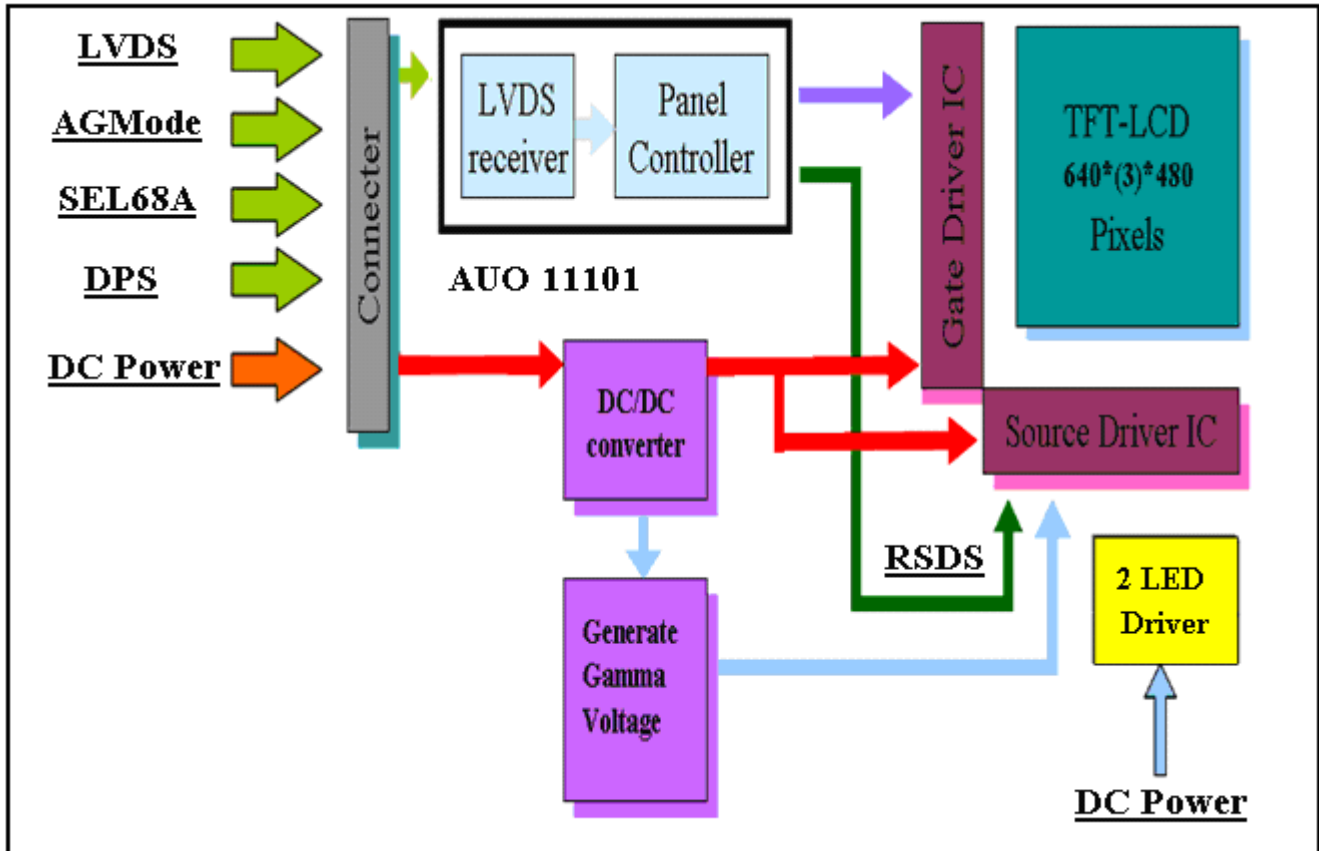 LVDS
AGMode
SEL68A
DPS
DC Power
Connecter
LVDS
receiver
Panel
Controller
AUO 11101
DC/DC
converter
Generate
Gamma
Voltage
Gate Driver IC
TFT-LCD
640*(3)*480
Pixels
Source Driver IC
RSDS
2 LED
Driver
DC Power